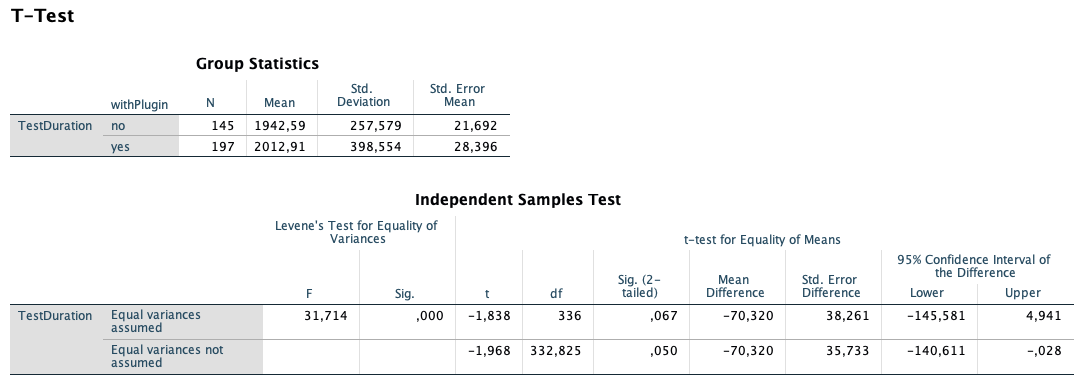 T-Test
Group Statistics
withPlugin N Mean Std. Deviation Std. Error Mean
TestDuration no 145 1942,59 257,579 21,692
yes 197 2012,91 398,554 28,396
Independent Samples Test
Levene's Test for Equality of Variances
t-test for Equality of Means
F Sig. t df Sig. (2-tailed) Mean Difference Std. Error Difference 95% Confidence Interval of the Difference
Lower Upper
TestDuration Equal variances assumed 31,714 ,000 -1,838 336 ,067 -70,320 38,261 -145,581 4,941
Equal variances not assumed -1,968 332,825 ,050 -70,320 35,733 -140,611 -,028